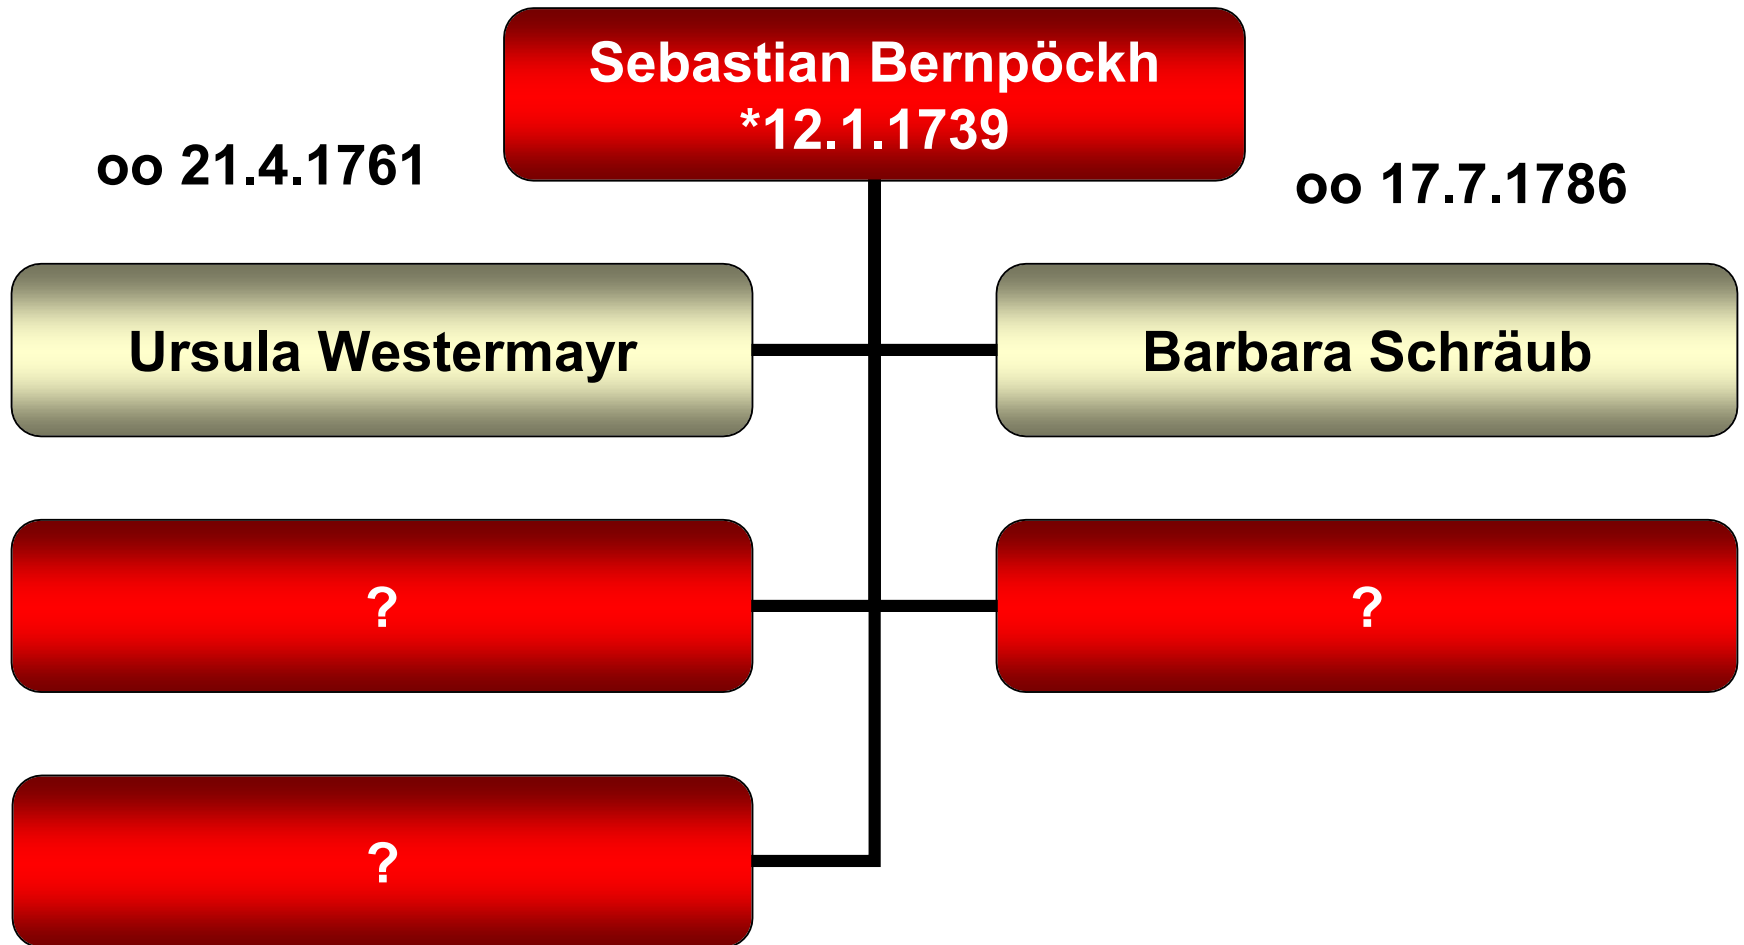 Sebastian Bernpöckh
*12.1.1739
oo 21.4.1761
oo 17.7.1786
Ursula Westermayr
Barbara Schräub
?
?
?